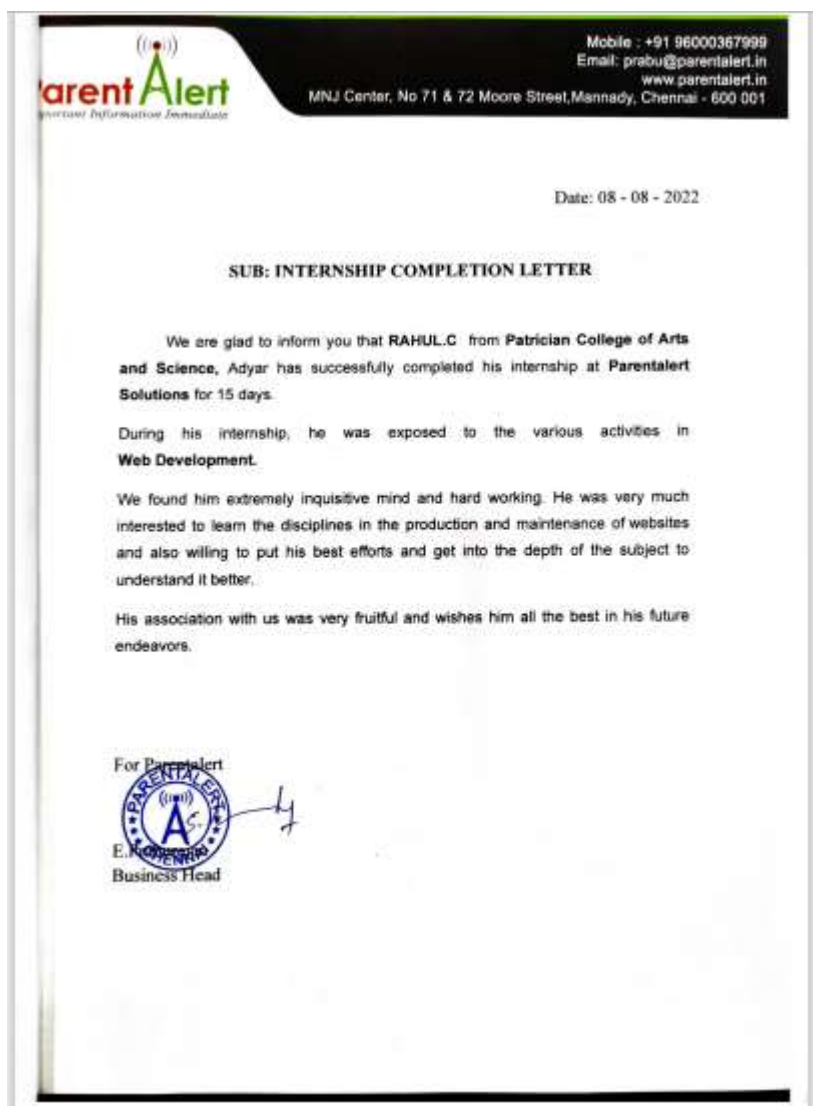 arent Alert
portant Information Immediate
Mobile : +91 96000367999
Email: prabu@parentalert.in
www.parentalert.in
MNJ Center, No 71 & 72 Moore Street,Mannady, Chennai - 600 001
Date: 08 - 08 - 2022
SUB: INTERNSHIP COMPLETION LETTER
We are glad to inform you that RAHUL.C from Patrician College of Arts
and Science, Adyar has successfully completed his internship at Parentalert
Solutions for 15 days.
During his internship, he was exposed to the various activities in
Web Development.
We found him extremely inquisitive mind and hard working. He was very much
interested to learn the disciplines in the production and maintenance of websites
and also willing to put his best efforts and get into the depth of the subject to
understand it better.
His association with us was very fruitful and wishes him all the best in his future
endeavors.
For Parentalert
PARENTALERT
A
CHENNAI
E.
Business Head